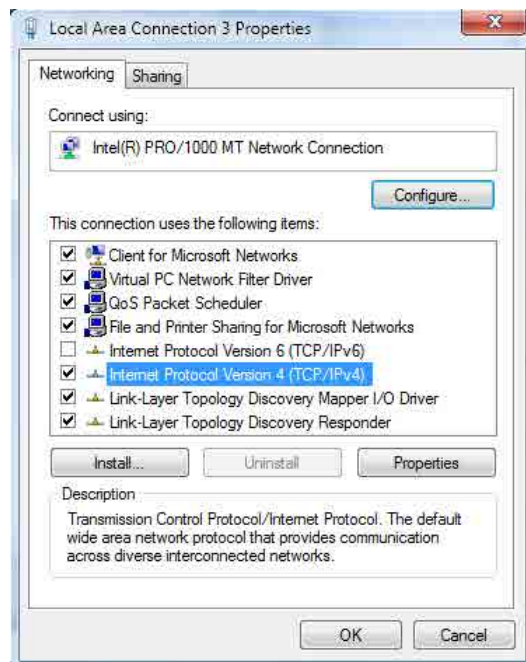 Local Area Connection 3 Properties
Networking Sharing
Connect using:
Intel(R) PRO/1000 MT Network Connection
Configure...
This connection uses the following items:
Client for Microsoft Networks
Virtual PC Network Filter Driver
QoS Packet Scheduler
File and Printer Sharing for Microsoft Networks
Internet Protocol Version 6 (TCP/IPv6)
Internet Protocol Version 4 (TCP/IPv4)
Link-Layer Topology Discovery Mapper I/O Driver
Link-Layer Topology Discovery Responder
Install... Uninstall Properties
Description
Transmission Control Protocol/Internet Protocol. The default
wide area network protocol that provides communication
across diverse interconnected networks.
OK Cancel